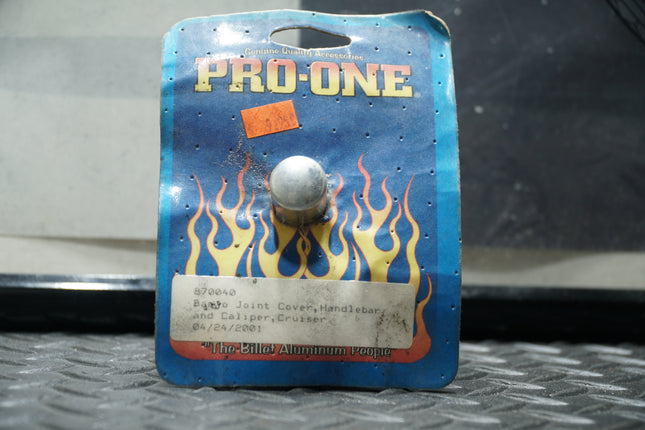 Genuine Quality Accessories
PRO-ONE
870040
Banjo Joint Cover,Handlebar
and Caliper,Cruiser
04/24/2001
"The Billet Aluminum People